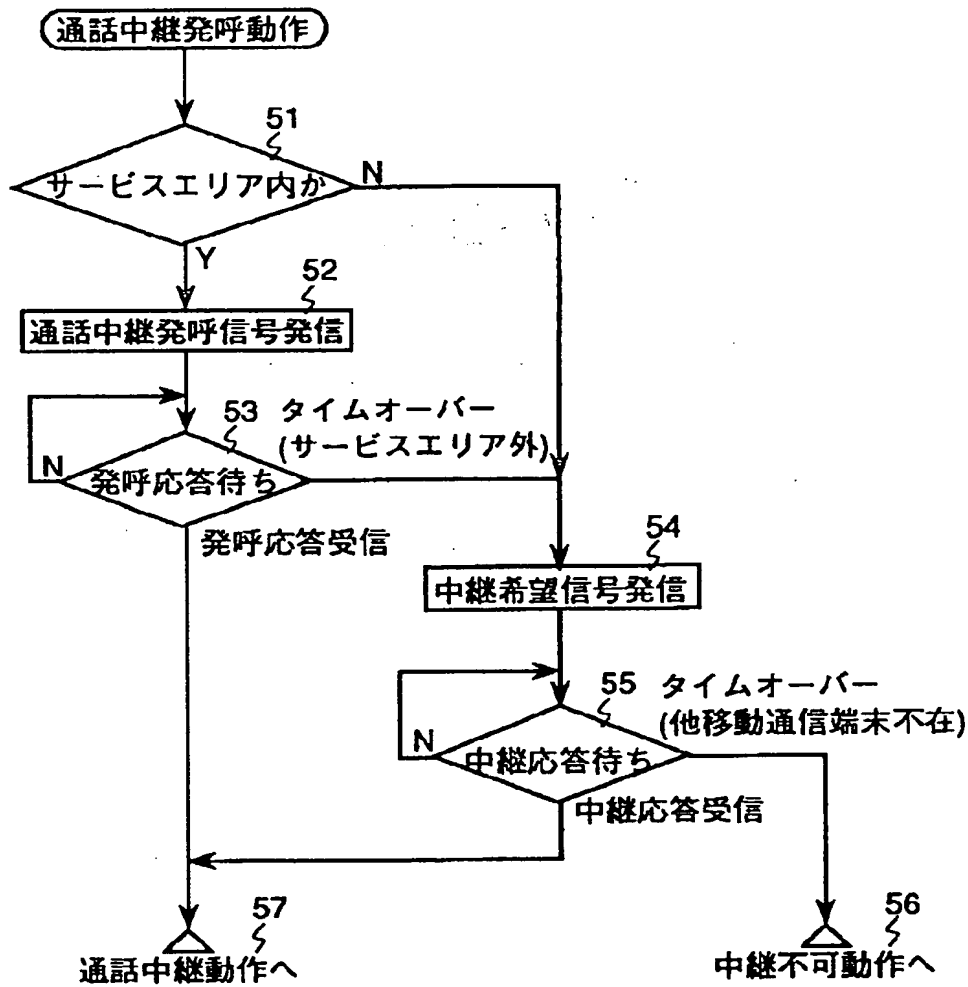 通話中継発呼動作
51
サービスエリア内か
N
Y
52
通話中継発呼信号発信
53
タイムオーバー
(サービスエリア外)
N
発呼応答待ち
発呼応答受信
54
中継希望信号発信
55
タイムオーバー
(他移動通信端末不在)
N
中継応答待ち
中継応答受信
57
通話中継動作へ
56
中継不可動作へ